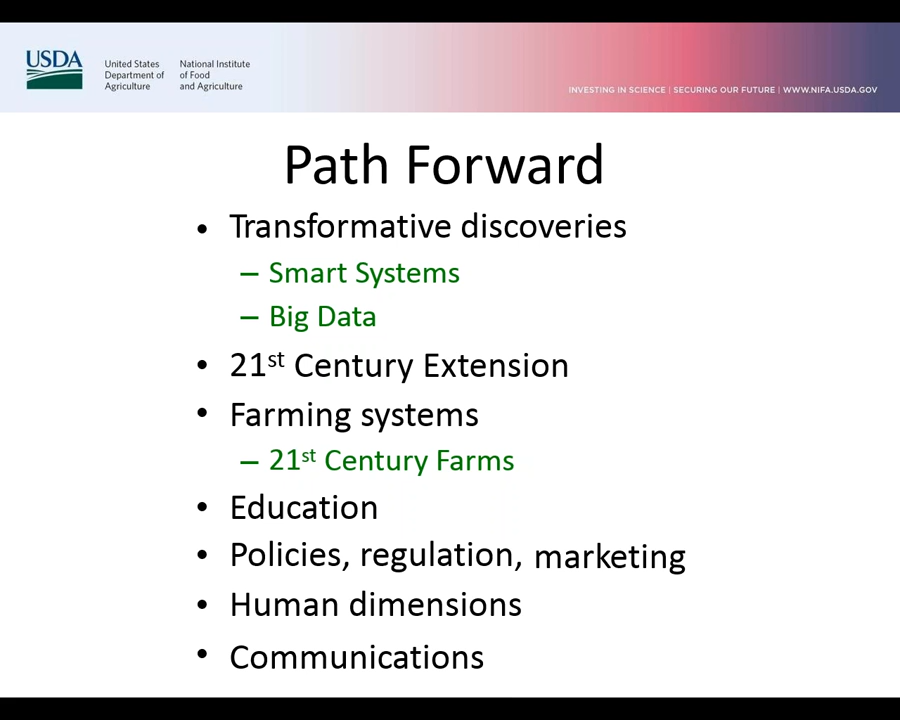 USDA
United States Department of Agriculture
National Institute of Food and Agriculture
INVESTING IN SCIENCE | SECURING OUR FUTURE | WWW.NIFA.USDA.GOV
Path Forward
• Transformative discoveries
– Smart Systems
– Big Data
• 21st Century Extension
• Farming systems
– 21st Century Farms
• Education
• Policies, regulation, marketing
• Human dimensions
• Communications